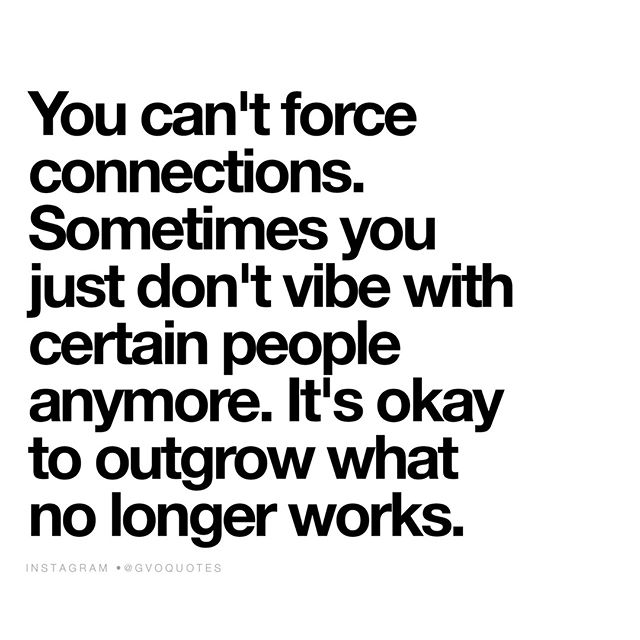 You can't force
connections.
Sometimes you
just don't vibe with
certain people
anymore. It's okay
to outgrow what
no longer works.
INSTAGRAM •@GVOQUOTES